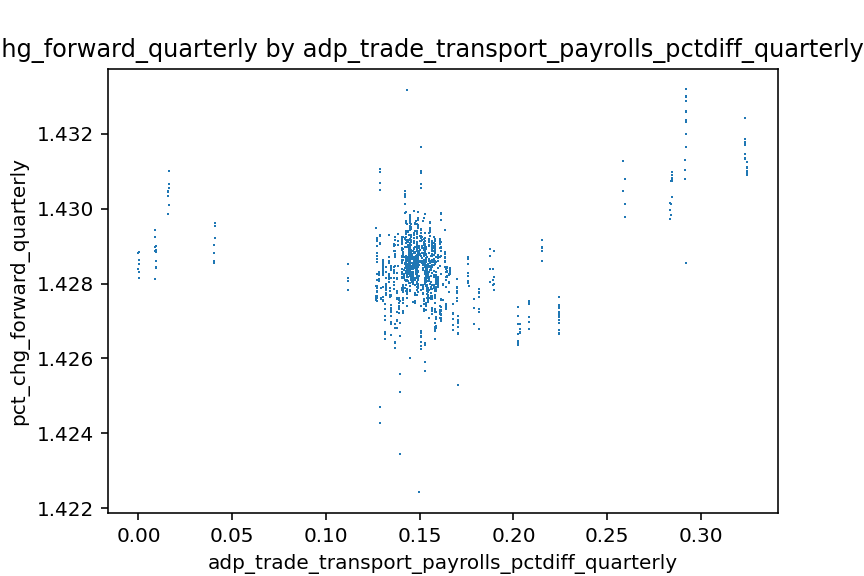 hg_forward_quarterly by adp_trade_transport_payrolls_pctdiff_quarterly
1.432
1.430
1.428
1.426
1.424
1.422
pct_chg_forward_quarterly
0.00 0.05 0.10 0.15 0.20 0.25 0.30
adp_trade_transport_payrolls_pctdiff_quarterly